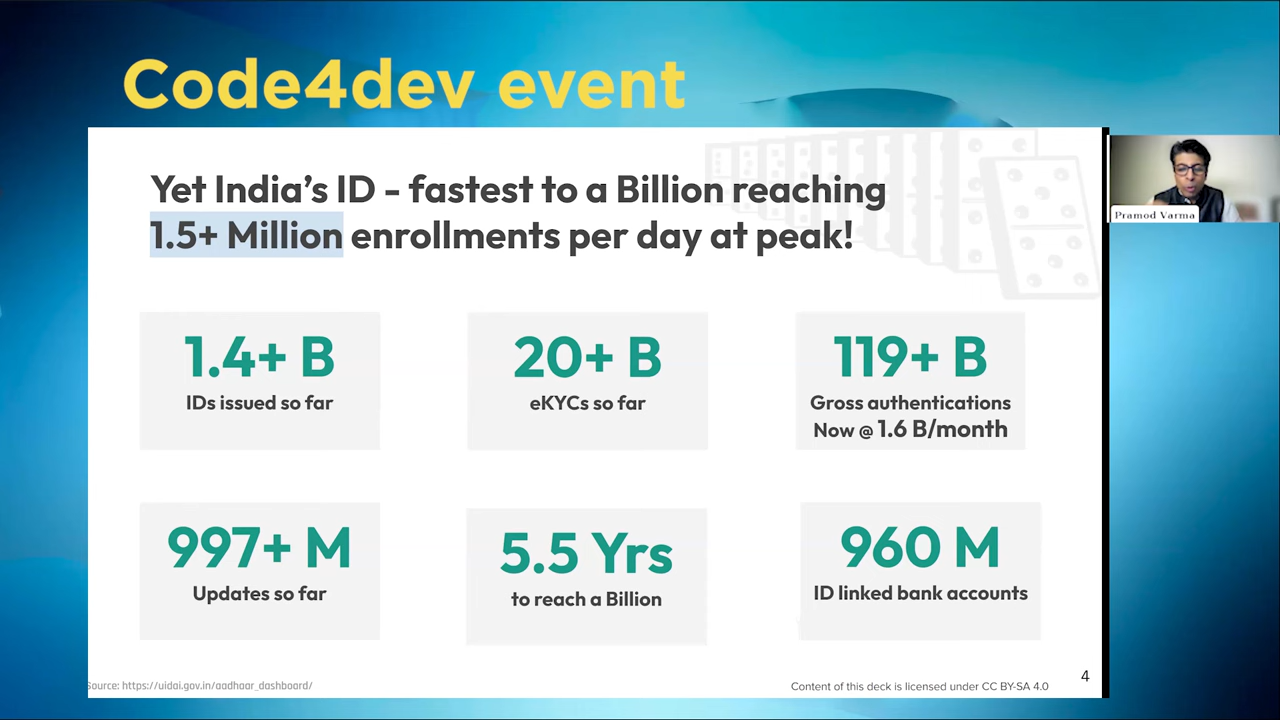 Code4dev event
Yet India's ID - fastest to a Billion reaching
1.5+ Million enrollments per day at peak!
Pramod Varma
1.4+ B
IDs issued so far
20+ B
eKYCs so far
119+ B
Gross authentications
Now @ 1.6 B/month
997+ M
Updates so far
5.5 Yrs
to reach a Billion
960 M
ID linked bank accounts
Source: https://uidai.gov.in/aadhaar_dashboard/
Content of this deck is licensed under CC BY-SA 4.0
4